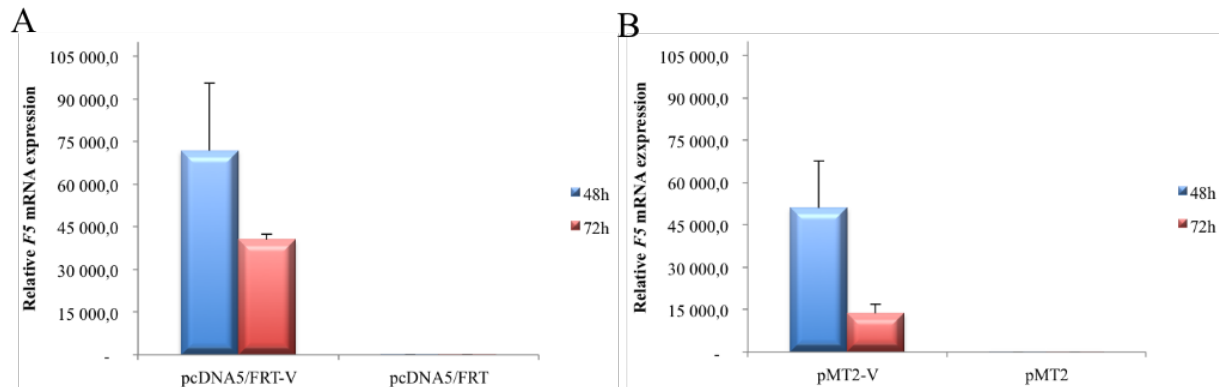 A
Relative F5 mRNA expression
105 000,0
90 000,0
75 000,0
60 000,0
45 000,0
30 000,0
15 000,0
-
pcDNA5/FRT-V
pcDNA5/FRT
48h
72h
B
Relative F5 mRNA ezxpression
105 000,0
90 000,0
75 000,0
60 000,0
45 000,0
30 000,0
15 000,0
-
pMT2-V
pMT2
48h
72h